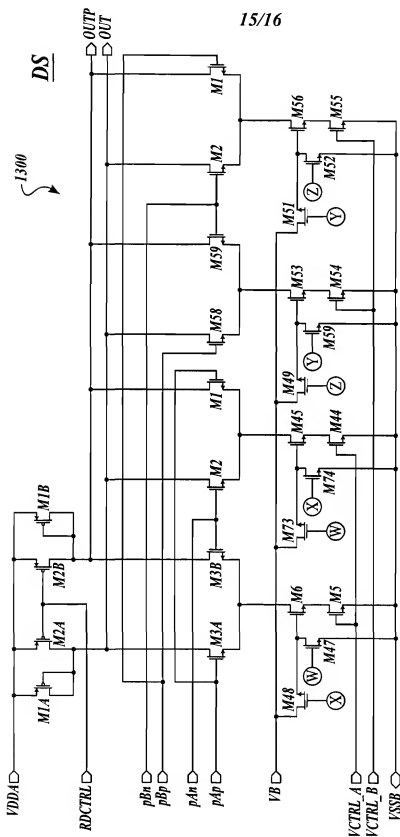 15/16
DS
1300
OUTP
OUT
VDDA
RDCTRL
pBn
pBp
pAn
pAp
VB
VCTRL_A
VCTRL_B
VSSB
M1A
M2A
M2B
M1B
M3A
M3B
M2
M1
M58
M59
M2
M1
M48
M47
M6
M5
M73
M74
M45
M44
M49
M59
M53
M54
M51
M52
M56
M55
X
W
W
X
Z
Y
Y
Z